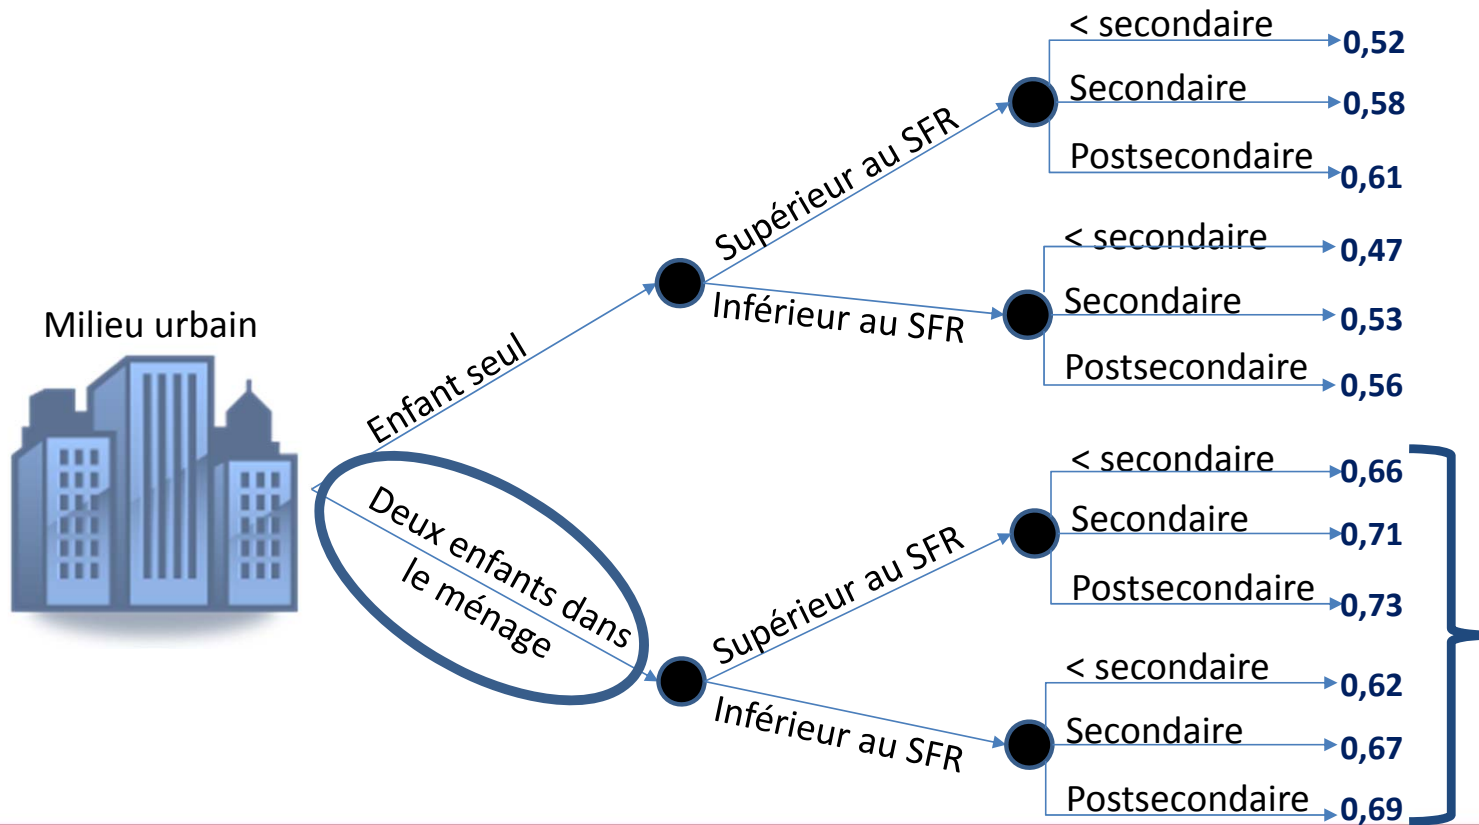 Milieu urbain
Enfant seul
Supérieur au SFR
< secondaire
0,52
Secondaire
0,58
Postsecondaire
0,61
Inférieur au SFR
< secondaire
0,47
Secondaire
0,53
Postsecondaire
0,56
Deux enfants dans
le ménage
Supérieur au SFR
< secondaire
0,66
Secondaire
0,71
Postsecondaire
0,73
Inférieur au SFR
< secondaire
0,62
Secondaire
0,67
Postsecondaire
0,69